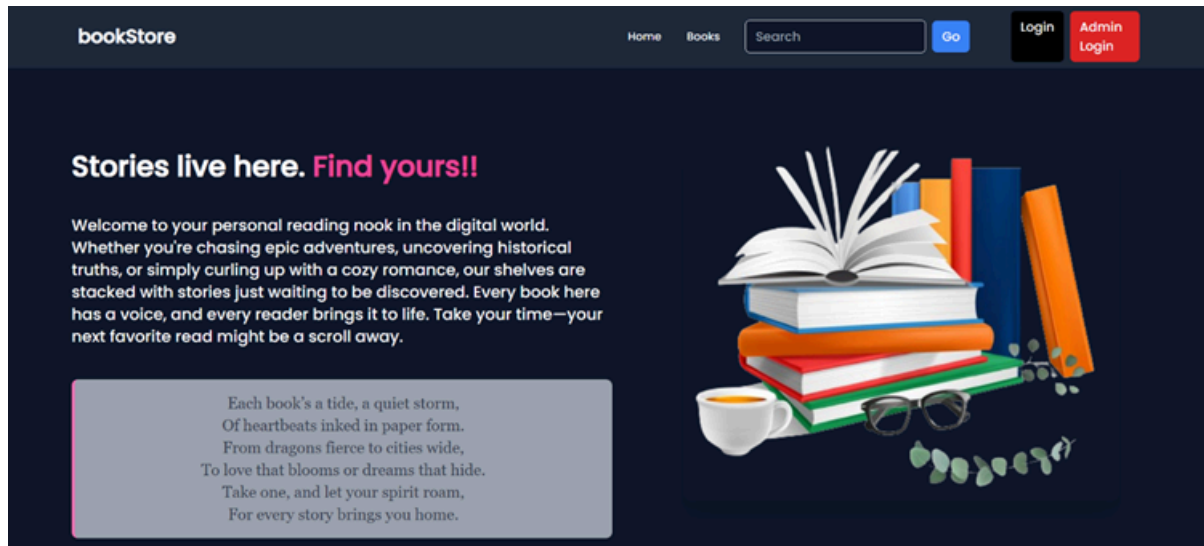 bookStore
Home
Books
Search
Go
Login
Admin
Login
Stories live here. Find yours!!
Welcome to your personal reading nook in the digital world.
Whether you're chasing epic adventures, uncovering historical
truths, or simply curling up with a cozy romance, our shelves are
stacked with stories just waiting to be discovered. Every book here
has a voice, and every reader brings it to life. Take your time—your
next favorite read might be a scroll away.
Each book's a tide, a quiet storm,
Of heartbeats inked in paper form.
From dragons fierce to cities wide,
To love that blooms or dreams that hide.
Take one, and let your spirit roam,
For every story brings you home.